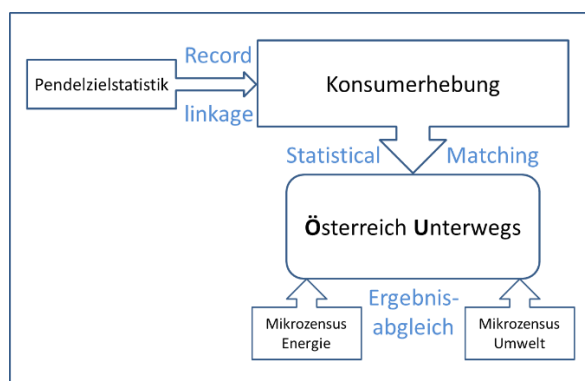 Record
Pendelzielstatistik
linkage
Konsumerhebung
Statistical Matching
Österreich Unterwegs
Ergebnis-
abgleich
Mikrozensus
Energie
Mikrozensus
Umwelt